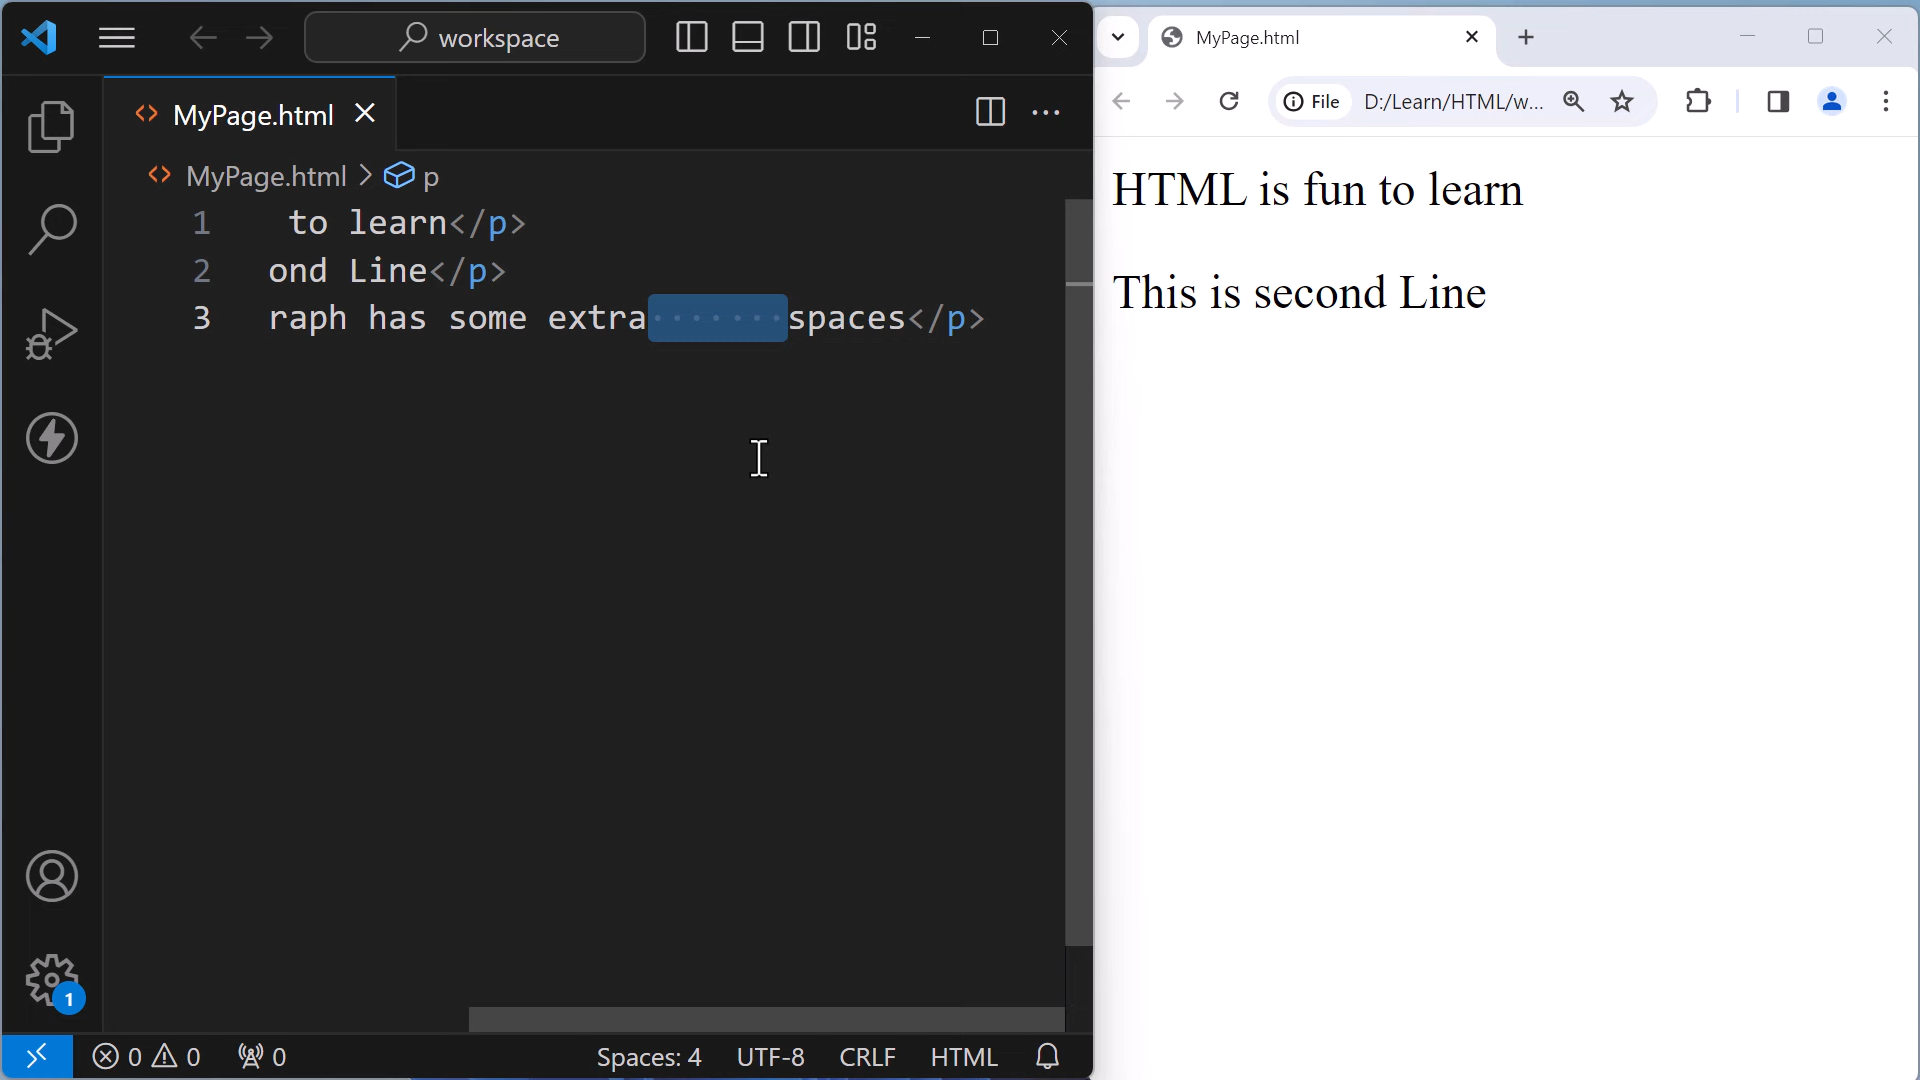 workspace
MyPage.html
MyPage.html > p
1 to learn</p>
2 ond Line</p>
3 raph has some extra       spaces</p>
1
0 0 0
Spaces: 4 UTF-8 CRLF HTML
MyPage.html
File D:/Learn/HTML/w...
HTML is fun to learn
This is second Line